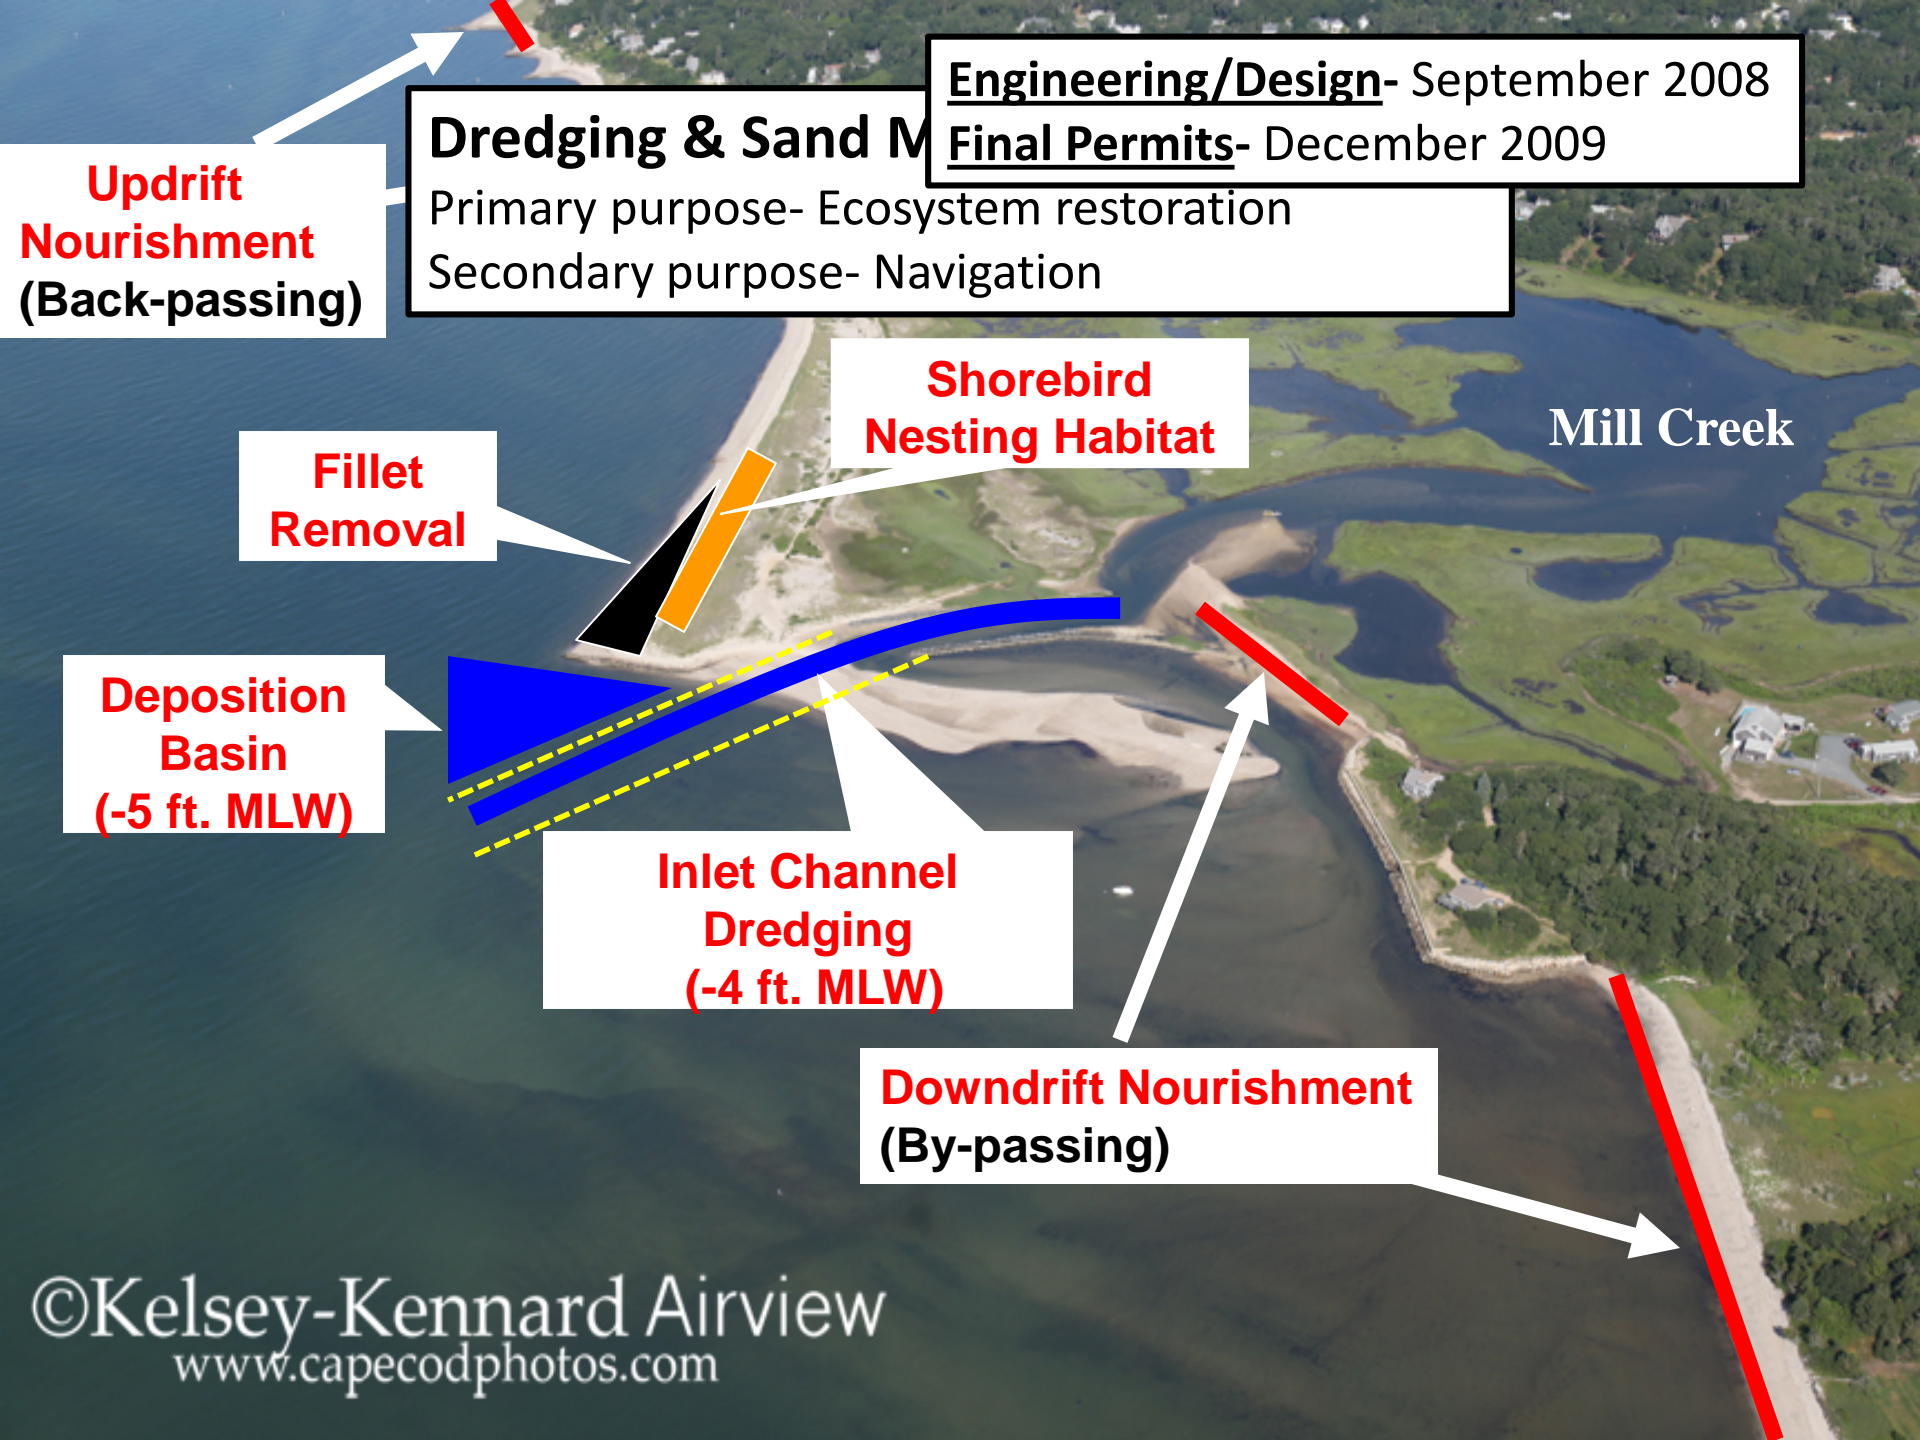 Engineering/Design- September 2008
Final Permits- December 2009
Dredging & Sand
Primary purpose- Ecosystem restoration
Secondary purpose- Navigation
Updrift
Nourishment
(Back-passing)
Shorebird
Nesting Habitat
Mill Creek
Fillet
Removal
Deposition
Basin
(-5 ft. MLW)
Inlet Channel
Dredging
(-4 ft. MLW)
Downdrift Nourishment
(By-passing)
©Kelsey-Kennard Airview
www.capecodphotos.com